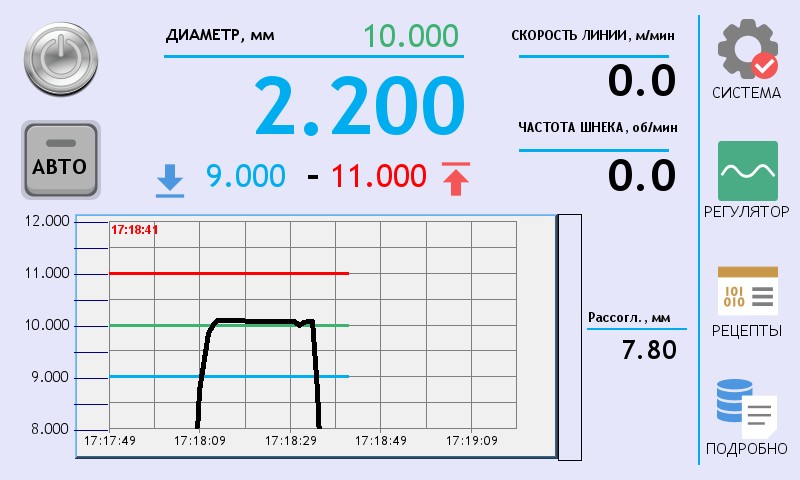 ДИАМЕТР, мм 10.000
2.200
9.000 - 11.000
АВТО
СКОРОСТЬ ЛИНИИ, м/мин
0.0
ЧАСТОТА ШНЕКА, об/мин
0.0
СИСТЕМА
РЕГУЛЯТОР
101
010
РЕЦЕПТЫ
ПОДРОБНО
12.000
11.000
10.000
9.000
8.000
17:18:41
17:17:49 17:18:09 17:18:29 17:18:49 17:19:09
Рассогл., мм
7.80